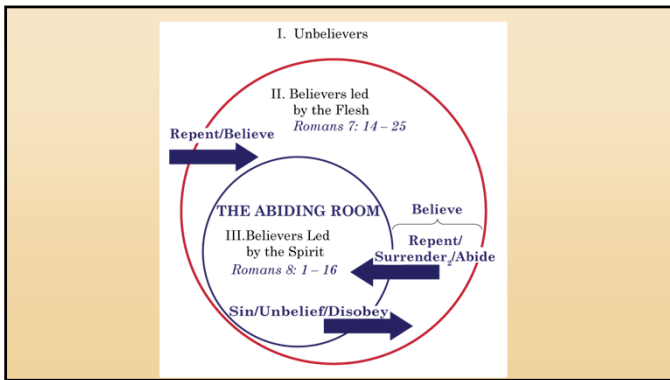 I. Unbelievers
II. Believers led
by the Flesh
Romans 7: 14 – 25
Repent/Believe
THE ABIDING ROOM
III.Believers Led
by the Spirit
Romans 8: 1 – 16
Believe
Repent/
Surrender₂/Abide
Sin/Unbelief/Disobey